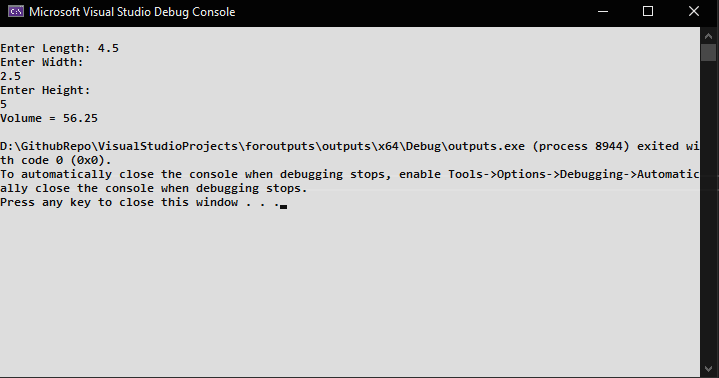 Microsoft Visual Studio Debug Console
Enter Length: 4.5
Enter Width:
2.5
Enter Height:
5
Volume = 56.25
D:\GithubRepo\VisualStudioProjects\foroutputs\outputs\x64\Debug\outputs.exe (process 8944) exited wi
th code 0 (0x0).
To automatically close the console when debugging stops, enable Tools->Options->Debugging->Automatic
ally close the console when debugging stops.
Press any key to close this window . . .